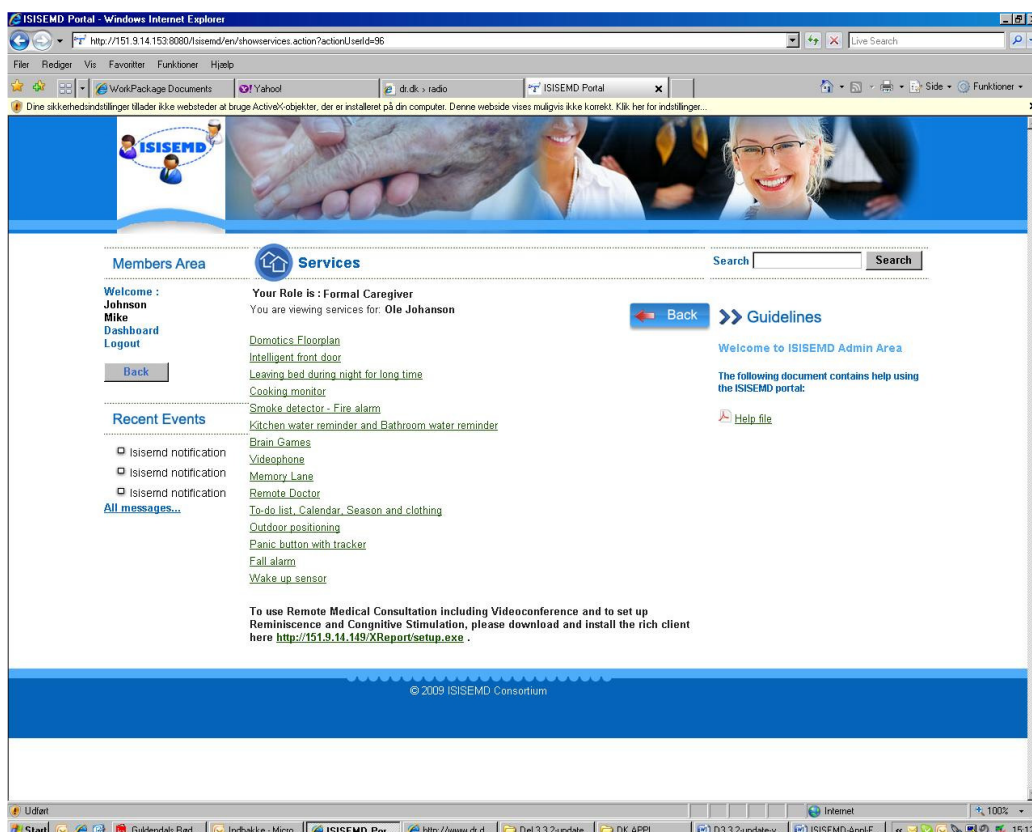 ISISEMD Portal - Windows Internet Explorer
http://151.9.14.153:8080/Isisemd/en/showservices.action?actionUserId=96
Live Search
Filer Rediger Vis Favoritter Funktioner Hjælp
WorkPackage Documents Yahoo! dr.dk > radio ISISEMD Portal Side Funktioner
Dine sikkerhedsindstillinger tillader ikke websteder at bruge ActiveX-objekter, der er installeret på din computer. Denne webside vises muligvis ikke korrekt. Klik her for indstillinger...
ISISEMD
Members Area
Welcome :
Johnson
Mike
Dashboard
Logout
Back
Recent Events
Isisemd notification
Isisemd notification
Isisemd notification
All messages...
Services
Your Role is : Formal Caregiver
You are viewing services for: Ole Johanson
Back
Domotics Floorplan
Intelligent front door
Leaving bed during night for long time
Cooking monitor
Smoke detector - Fire alarm
Kitchen water reminder and Bathroom water reminder
Brain Games
Videophone
Memory Lane
Remote Doctor
To-do list, Calendar, Season and clothing
Outdoor positioning
Panic button with tracker
Fall alarm
Wake up sensor
To use Remote Medical Consultation including Videoconference and to set up
Reminiscence and Congnitive Stimulation, please download and install the rich client
here http://151.9.14.149/XReport/setup.exe .
Search Search
Guidelines
Welcome to ISISEMD Admin Area
The following document contains help using
the ISISEMD portal:
Help file
© 2009 ISISEMD Consortium
Udført Internet 100%
Start Guldendals Rød Indbakke - Micro ISISEMD Por http://www.dr.d Del 3.3.2-update DK APPL D3.3.2-update-v ISISEMD-Appl-F